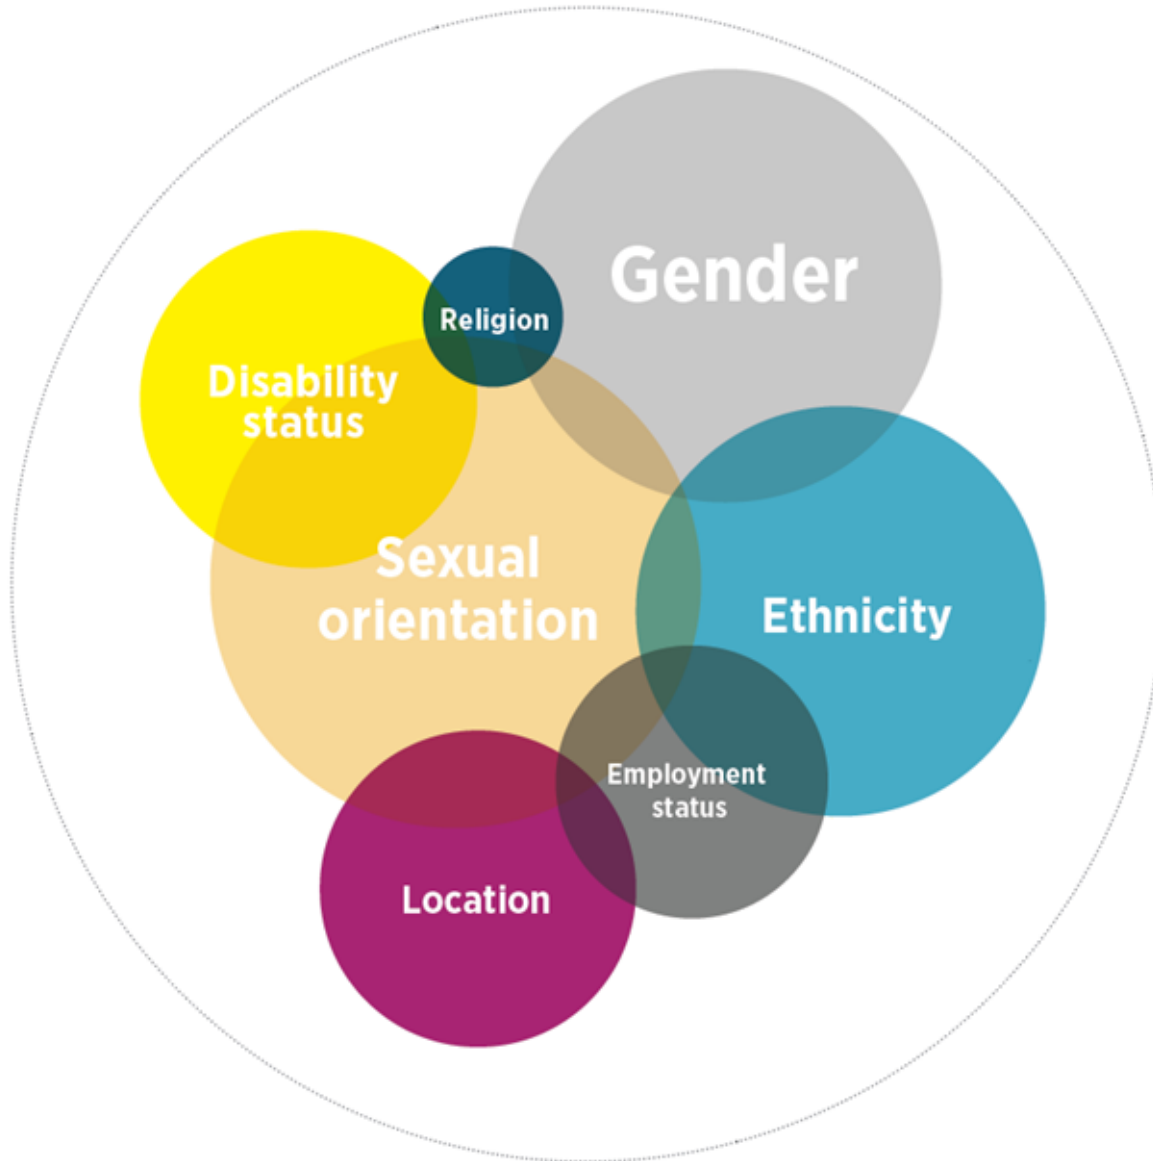 Gender
Religion
Disability
status
Sexual
orientation
Ethnicity
Employment
status
Location